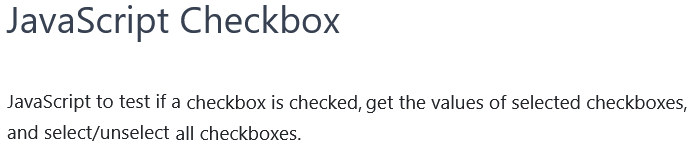 JavaScript Checkbox
JavaScript to test if a checkbox is checked, get the values of selected checkboxes,
and select/unselect all checkboxes.